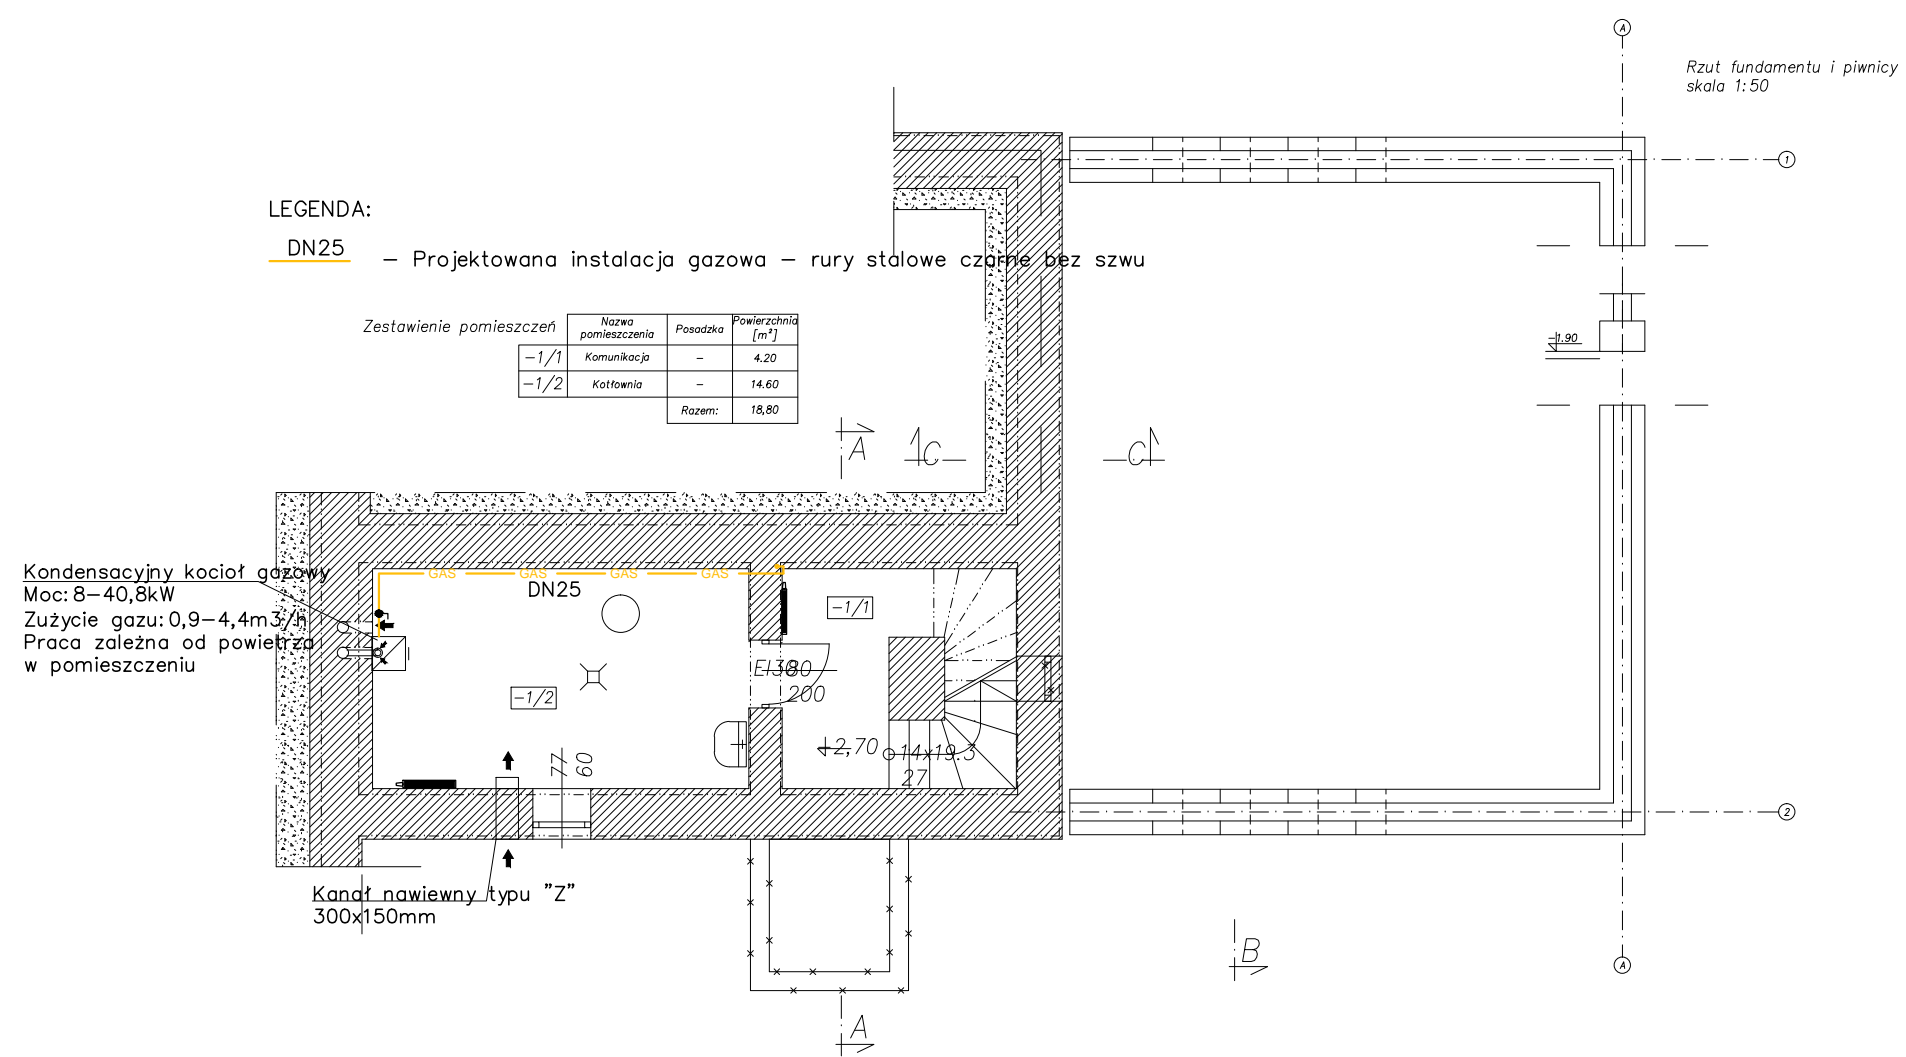 A
Rzut fundamentu i piwnicy
skala 1:50
1
LEGENDA:
DN25
– Projektowana instalacja gazowa – rury stalowe czarne bez szwu
Zestawienie pomieszczeń
Nazwa pomieszczenia Posadzka Powierzchnia [m²]
-1/1 Komunikacja – 4.20
-1/2 Kotłownia – 14.60
Razem: 18,80
-1.90
A
C
C
Kondensacyjny kocioł gazowy
Moc: 8–40,8kW
Zużycie gazu: 0,9–4,4m3/h
Praca zależna od powietrza
w pomieszczeniu
GAS GAS GAS GAS
DN25
-1/1
EI30
80
200
-1/2
-2,70
14x19.3
27
77
60
2
Kanał nawiewny typu "Z"
300x150mm
B
A
A